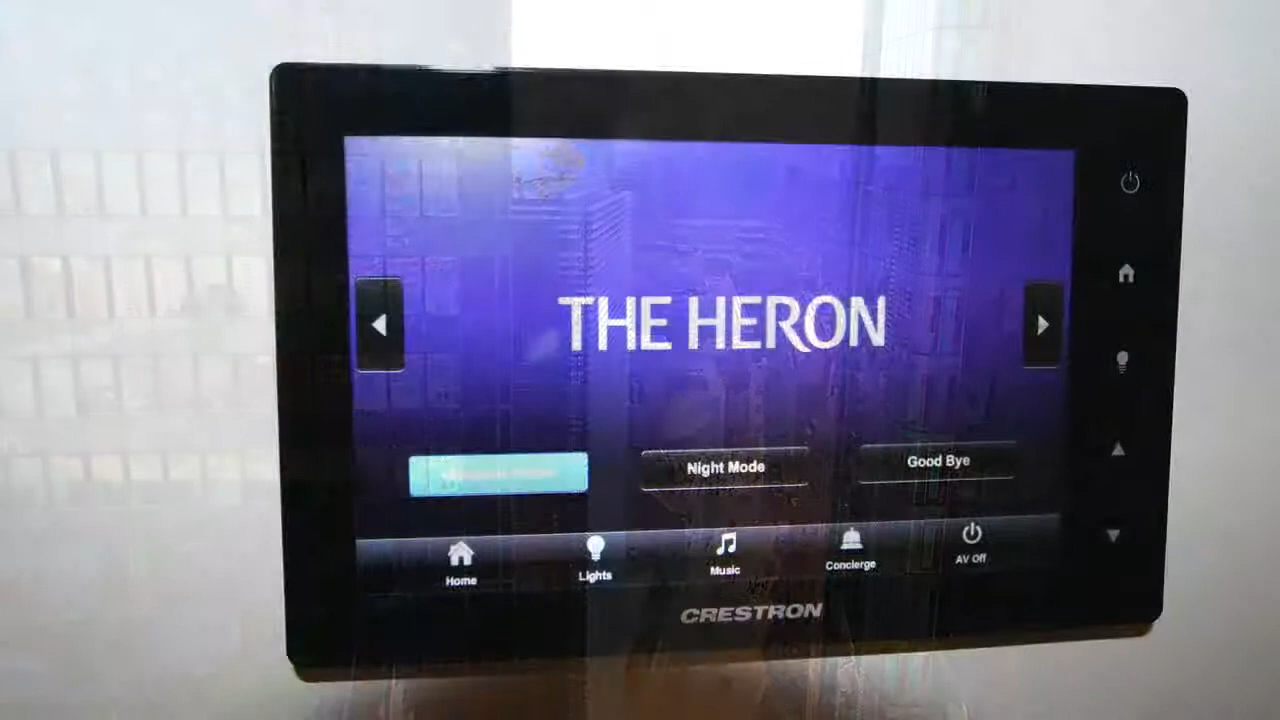 THE HERON
Night Mode
Good Bye
Home
Lights
Music
Concierge
AV Off
CRESTRON